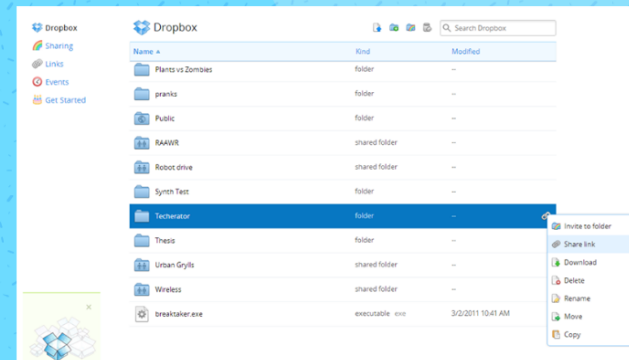 Dropbox
Sharing
Links
Events
Get Started
Dropbox
Search Dropbox
Name Kind Modified
Plants vs Zombies folder --
pranks folder --
Public folder --
RAAWR shared folder --
Robot drive shared folder --
Synth Test folder --
Techerator folder --
Thesis folder --
Urban Grylls shared folder --
Wireless shared folder --
breaktaker.exe executable exe 3/2/2011 10:41 AM
Invite to folder
Share link
Download
Delete
Rename
Move
Copy